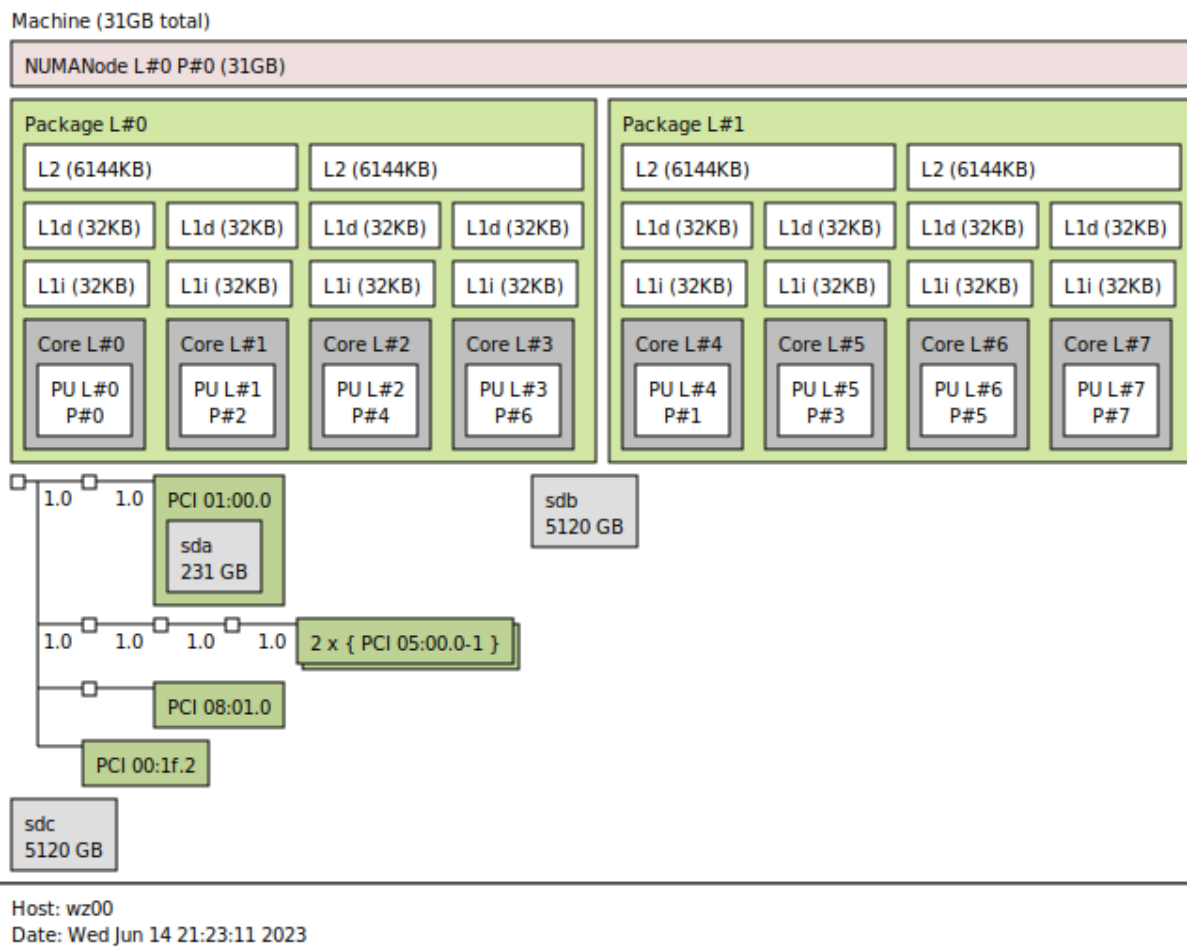 Machine (31GB total)
NUMANode L#0 P#0 (31GB)
Package L#0
L2 (6144KB) L2 (6144KB)
L1d (32KB) L1d (32KB) L1d (32KB) L1d (32KB)
L1i (32KB) L1i (32KB) L1i (32KB) L1i (32KB)
Core L#0 Core L#1 Core L#2 Core L#3
PU L#0 PU L#1 PU L#2 PU L#3
P#0 P#2 P#4 P#6
Package L#1
L2 (6144KB) L2 (6144KB)
L1d (32KB) L1d (32KB) L1d (32KB) L1d (32KB)
L1i (32KB) L1i (32KB) L1i (32KB) L1i (32KB)
Core L#4 Core L#5 Core L#6 Core L#7
PU L#4 PU L#5 PU L#6 PU L#7
P#1 P#3 P#5 P#7
1.0 1.0 PCI 01:00.0
sda
231 GB
sdb
5120 GB
1.0 1.0 1.0 1.0 2 x { PCI 05:00.0-1 }
PCI 08:01.0
PCI 00:1f.2
sdc
5120 GB
Host: wz00
Date: Wed Jun 14 21:23:11 2023